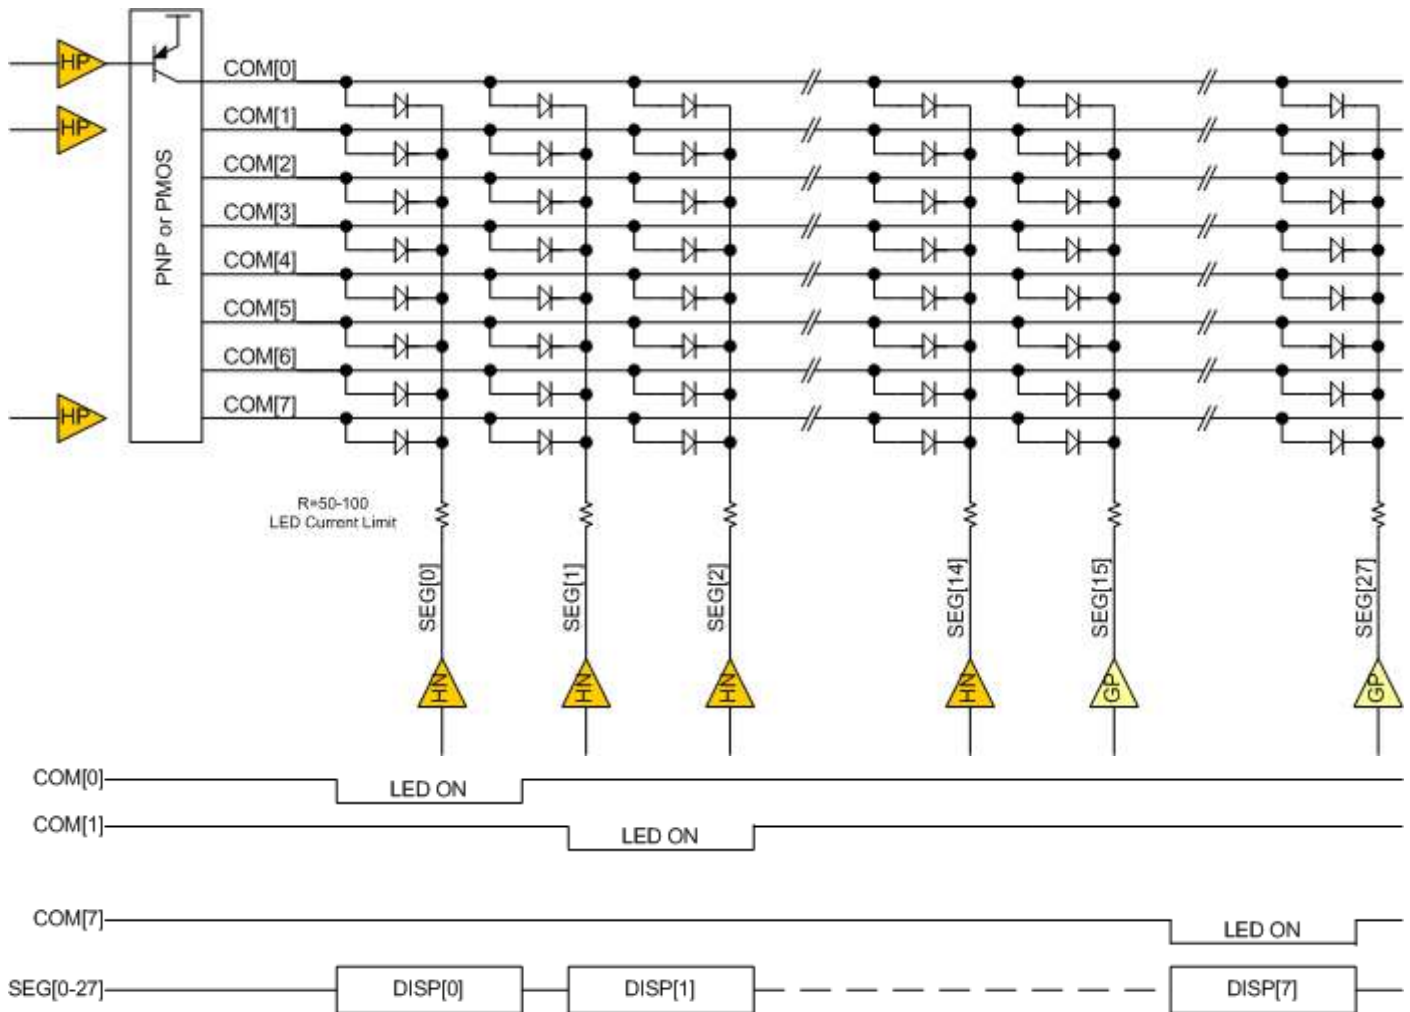 HP
COM[0]
HP
COM[1]
COM[2]
COM[3]
PNP or PMOS
COM[4]
COM[5]
COM[6]
HP
COM[7]
R=50-100
LED Current Limit
SEG[0]
SEG[1]
SEG[2]
SEG[14]
SEG[15]
SEG[27]
HN
HN
HN
HN
GP
GP
COM[0]
LED ON
COM[1]
LED ON
COM[7]
LED ON
SEG[0-27]
DISP[0]
DISP[1]
DISP[7]